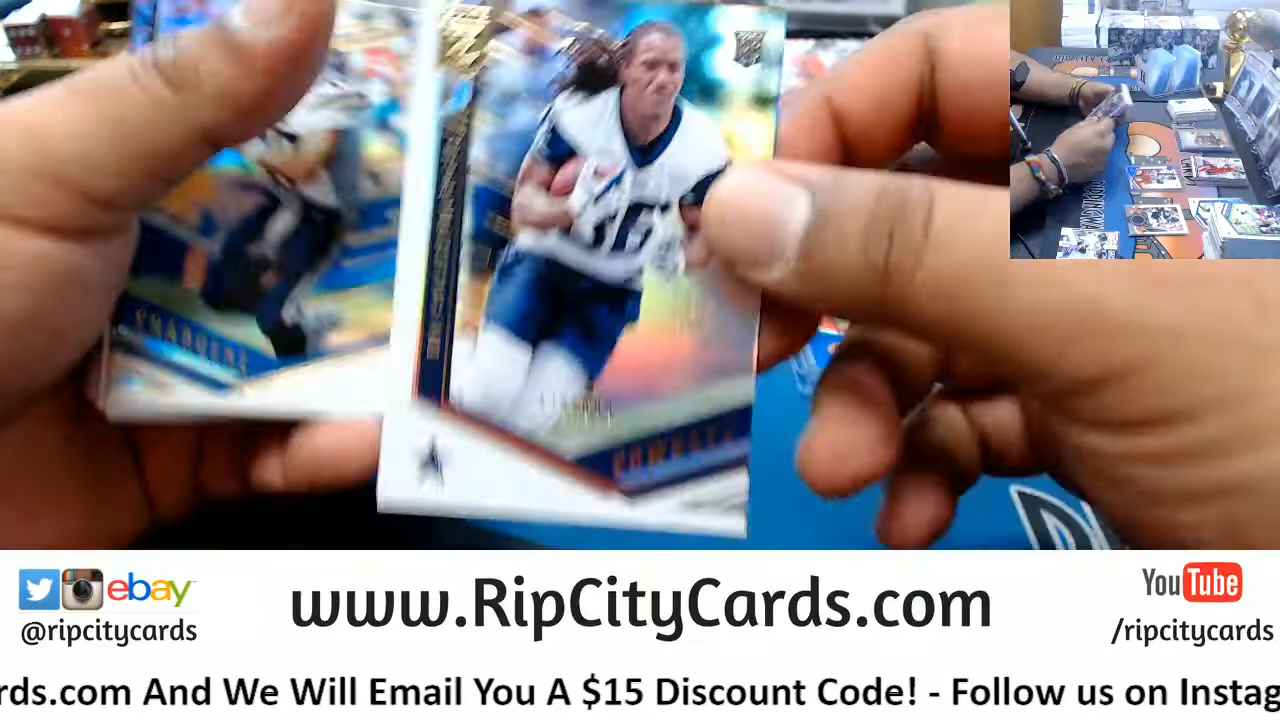 CHARGERS
COWBOYS
ebay
@ripcitycards
www.RipCityCards.com
YouTube
/ripcitycards
rds.com And We Will Email You A $15 Discount Code! - Follow us on Instag